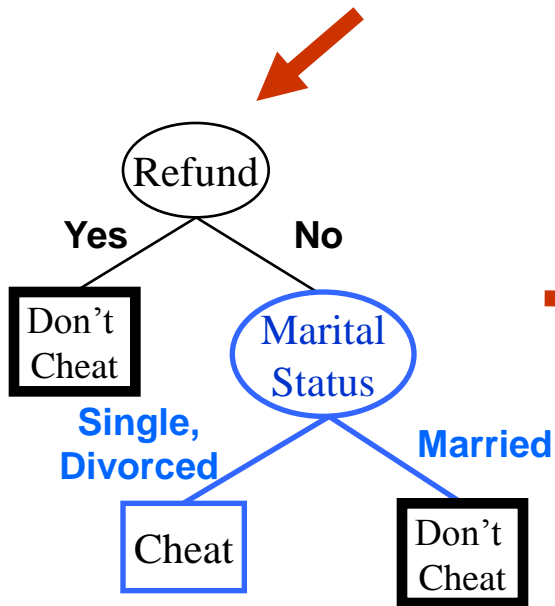 Refund
Yes
No
Don’t
Cheat
Marital
Status
Single,
Divorced
Married
Cheat
Don’t
Cheat